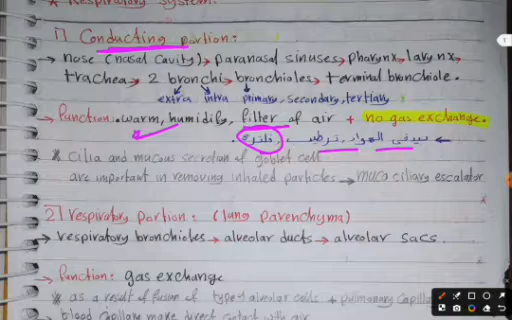 * Respiratory System:
1) Conducting portion:
→ nose (nasal cavity)→ paranasal sinuses→ pharynx→ larynx→
trachea→ 2 bronchi→ bronchioles→ terminal bronchiole.
extra intra primary, secondary, tertiary
→ Function: warm, humidify, filter of air + no gas exchange.
← الهواء, ترطيب, فلترة.
* Cilia and mucous secretion of goblet cell
are important in removing inhaled particles → muco ciliary escalator
2] respiratory portion: (lung parenchyma)
→ respiratory bronchioles→ alveolar ducts→ alveolar sacs.
→ Function: gas exchange
* as a result of fusion of type I alveolar cells + pulmonary capilla
blood capillary make direct contact with air